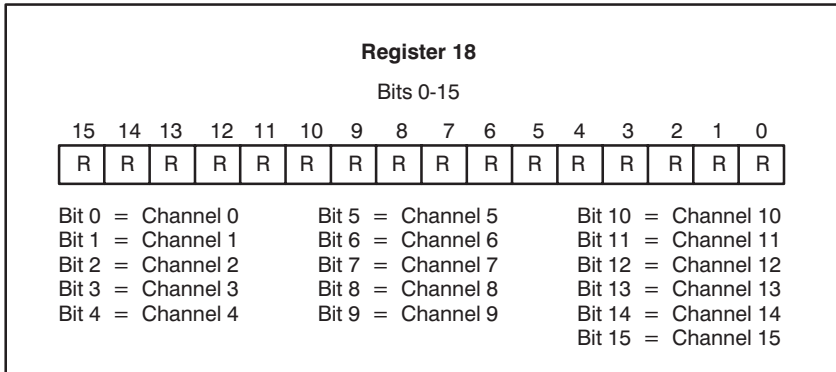 Register 18
Bits 0-15
15 14 13 12 11 10 9 8 7 6 5 4 3 2 1 0
R R R R R R R R R R R R R R R R
Bit 0 = Channel 0 Bit 5 = Channel 5 Bit 10 = Channel 10
Bit 1 = Channel 1 Bit 6 = Channel 6 Bit 11 = Channel 11
Bit 2 = Channel 2 Bit 7 = Channel 7 Bit 12 = Channel 12
Bit 3 = Channel 3 Bit 8 = Channel 8 Bit 13 = Channel 13
Bit 4 = Channel 4 Bit 9 = Channel 9 Bit 14 = Channel 14
Bit 15 = Channel 15